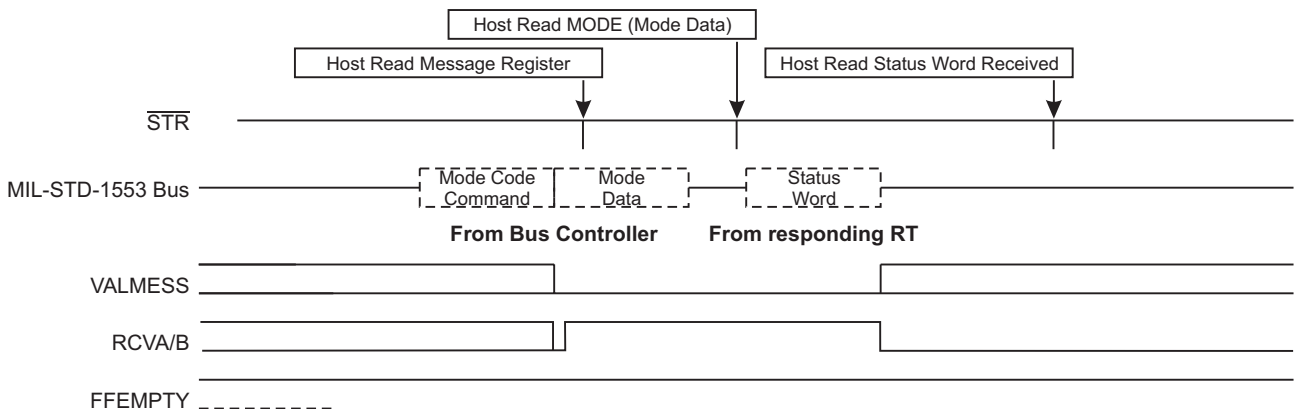 Host Read MODE (Mode Data)
Host Read Message Register
Host Read Status Word Received
STR
MIL-STD-1553 Bus
Mode Code
Command
Mode
Data
Status
Word
From Bus Controller
From responding RT
VALMESS
RCVA/B
FFEMPTY